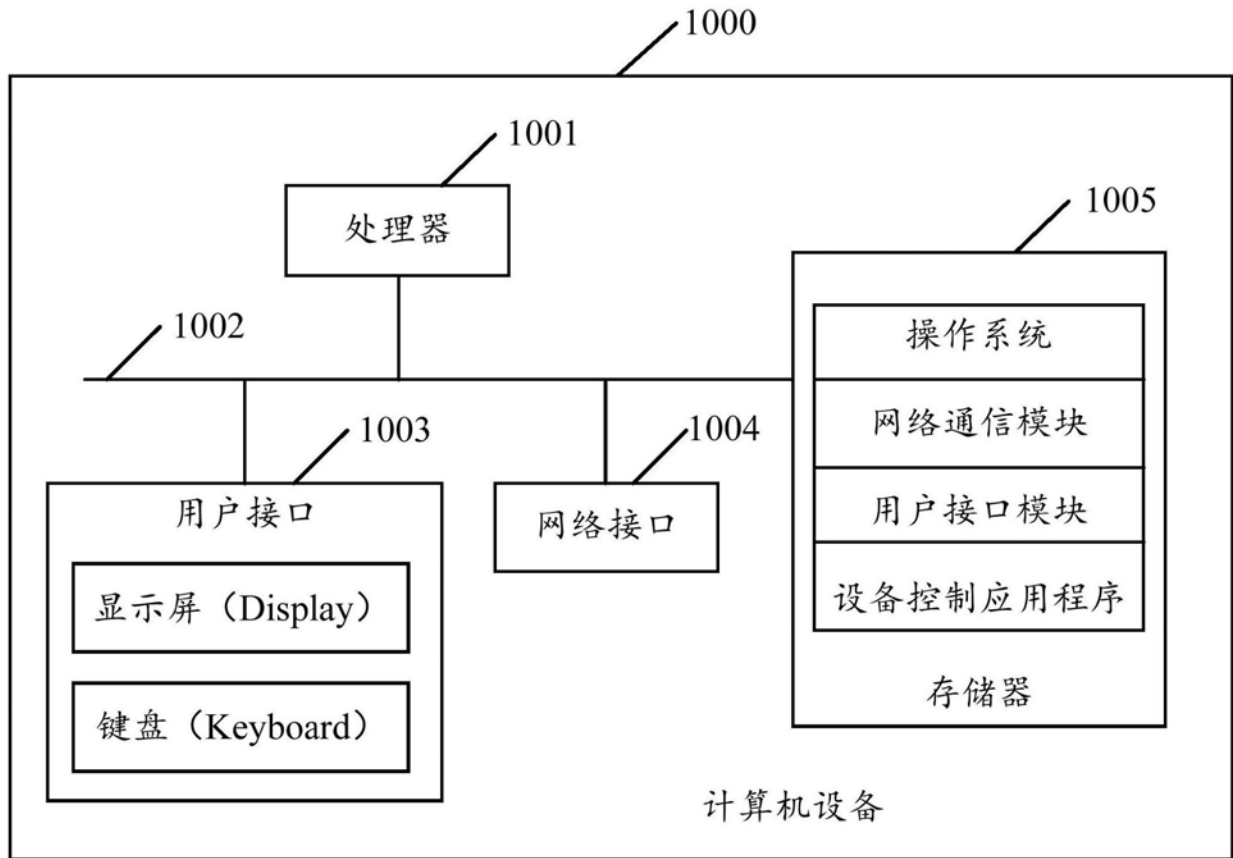 1000
1001
处理器
1005
操作系统
1002
网络通信模块
1003
1004
用户接口
网络接口
用户接口模块
显示屏（Display）
设备控制应用程序
键盘（Keyboard）
存储器
计算机设备